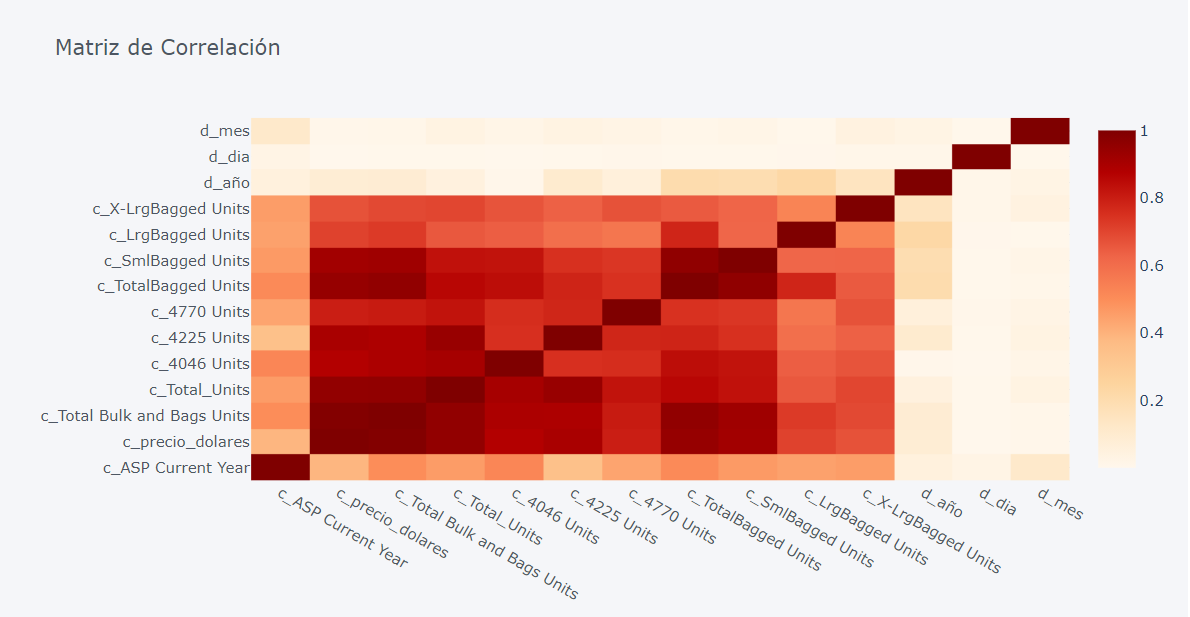 Matriz de Correlación
d_mes
d_dia
d_año
c_X-LrgBagged Units
c_LrgBagged Units
c_SmlBagged Units
c_TotalBagged Units
c_4770 Units
c_4225 Units
c_4046 Units
c_Total_Units
c_Total Bulk and Bags Units
c_precio_dolares
c_ASP Current Year
c_ASP Current Year
c_precio_dolares
c_Total Bulk and Bags Units
c_Total_Units
c_4046 Units
c_4225 Units
c_4770 Units
c_TotalBagged Units
c_SmlBagged Units
c_LrgBagged Units
c_X-LrgBagged Units
d_año
d_dia
d_mes
1
0.8
0.6
0.4
0.2